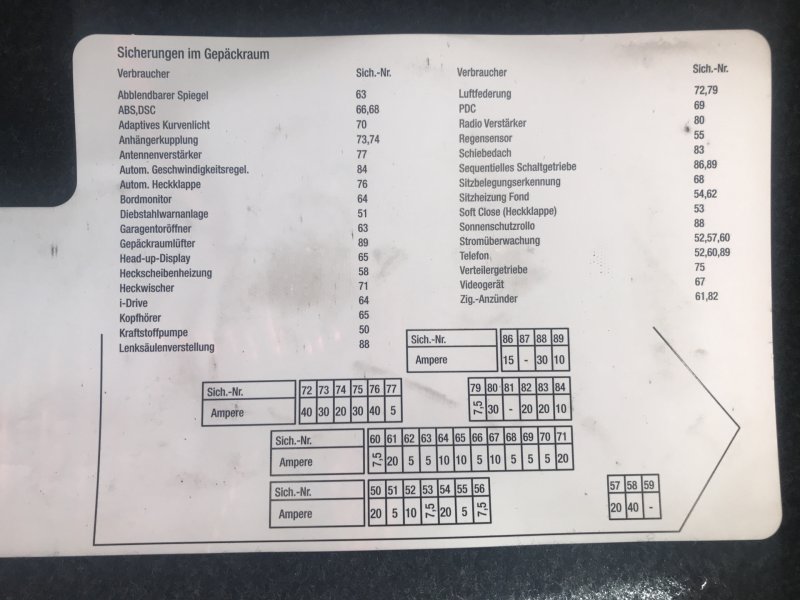 Sicherungen im Gepäckraum
Verbraucher Sich.-Nr.
Abblendbarer Spiegel 63
ABS,DSC 66,68
Adaptives Kurvenlicht 70
Anhängerkupplung 73,74
Antennenverstärker 77
Autom. Geschwindigkeitsregel. 84
Autom. Heckklappe 76
Bordmonitor 64
Diebstahlwarnanlage 51
Garagentoröffner 63
Gepäckraumlüfter 89
Head-up-Display 65
Heckscheibenheizung 58
Heckwischer 71
i-Drive 64
Kopfhörer 65
Kraftstoffpumpe 50
Lenksäulenverstellung 88
Verbraucher Sich.-Nr.
Luftfederung 72,79
PDC 69
Radio Verstärker 80
Regensensor 55
Schiebedach 83
Sequentielles Schaltgetriebe 86,89
Sitzbelegungserkennung 68
Sitzheizung Fond 54,62
Soft Close (Heckklappe) 53
Sonnenschutzrollo 88
Stromüberwachung 52,57,60
Telefon 52,60,89
Verteilergetriebe 75
Videogerät 67
Zig.-Anzünder 61,82
Sich.-Nr. 86 87 88 89
Ampere 15 - 30 10
Sich.-Nr. 72 73 74 75 76 77
Ampere 40 30 20 30 40 5
79 80 81 82 83 84
7,5 30 - 20 20 10
Sich.-Nr. 60 61 62 63 64 65 66 67 68 69 70 71
Ampere 7,5 20 5 5 10 10 5 10 5 5 5 20
Sich.-Nr. 50 51 52 53 54 55 56
Ampere 20 5 10 7,5 20 5 7,5
57 58 59
20 40 -